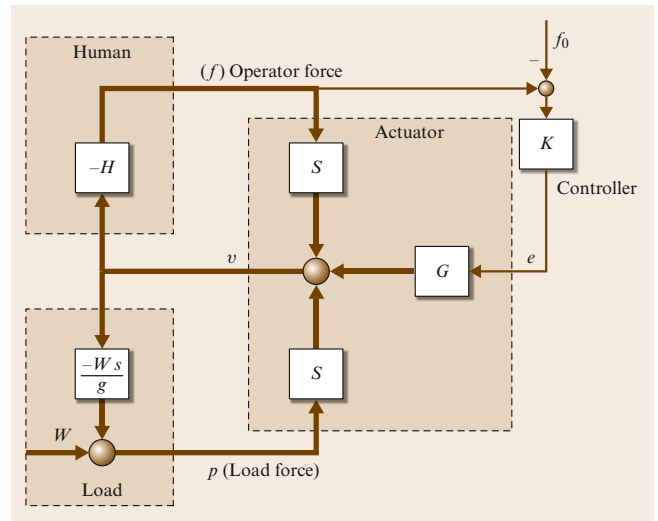 Human
f0
–
(f) Operator force
Actuator
K
–H
S
Controller
v
G
e
–W s
g
S
W
p (Load force)
Load